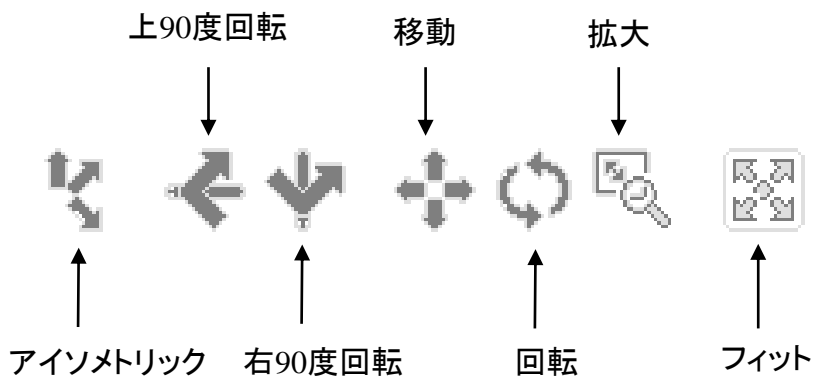 上90度回転
移動
拡大
アイソメトリック
右90度回転
回転
フィット